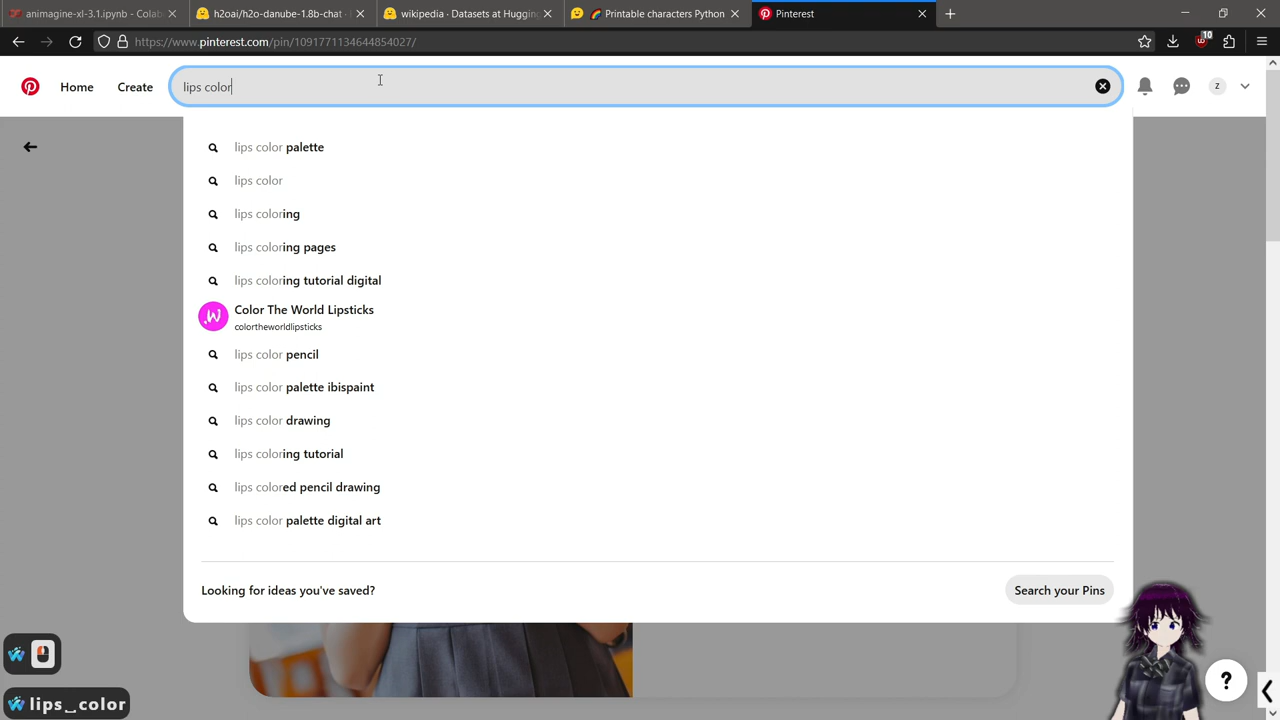 animagine-xl-3.1.ipynb - Colab
h2oai/h2o-danube-1.8b-chat ·
wikipedia · Datasets at Hugging
🌈 Printable characters Python
Pinterest
https://www.pinterest.com/pin/1091771134644854027/
10
Home
Create
lips color
z
lips color palette
lips color
lips coloring
lips coloring pages
lips coloring tutorial digital
.W
Color The World Lipsticks
colortheworldlipsticks
lips color pencil
lips color palette ibispaint
lips color drawing
lips coloring tutorial
lips colored pencil drawing
lips color palette digital art
Looking for ideas you've saved?
Search your Pins
?
lips_color